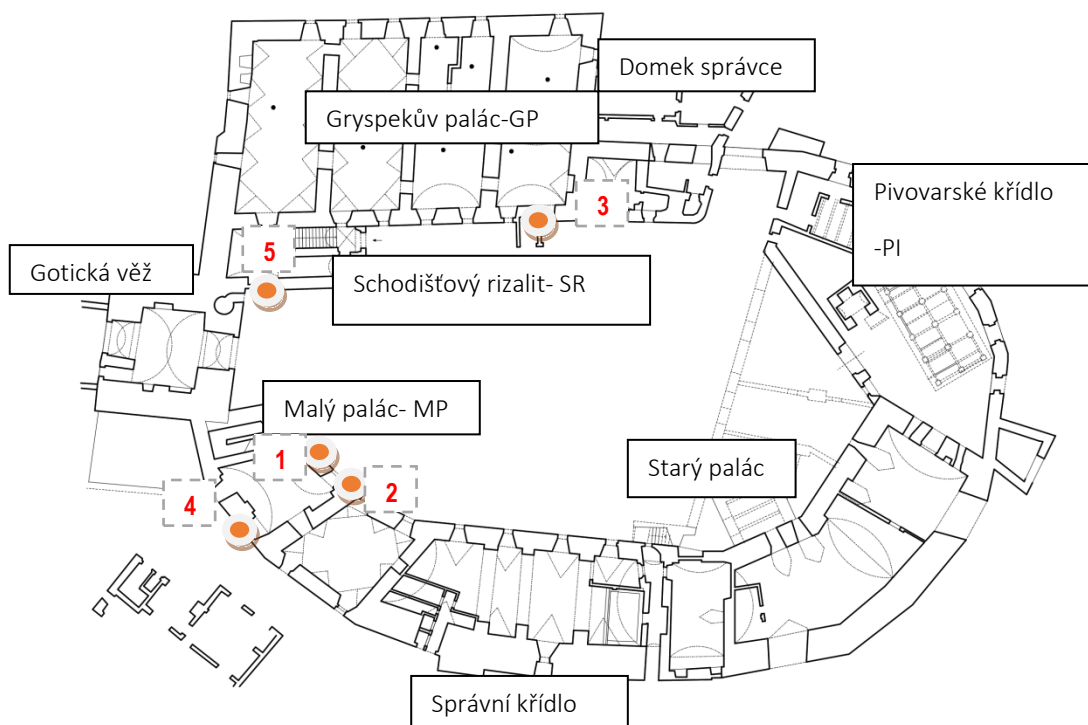 Domek správce
Gryspekův palác-GP
Pivovarské křídlo
-PI
3
5
Gotická věž
Schodišťový rizalit- SR
Malý palác- MP
1
Starý palác
2
4
Správní křídlo